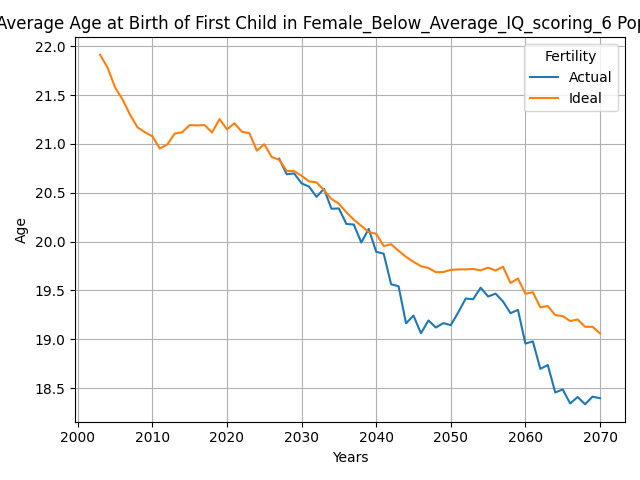 Average Age at Birth of First Child in Female_Below_Average_IQ_scoring_6 Pop
Fertility
Actual
Ideal
22.0
21.5
21.0
20.5
20.0
19.5
19.0
18.5
Age
2000 2010 2020 2030 2040 2050 2060 2070
Years